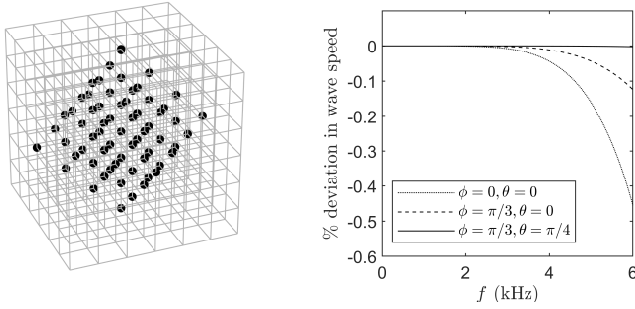 % deviation in wave speed
0
-0.1
-0.2
-0.3
-0.4
-0.5
-0.6
ϕ = 0, θ = 0
ϕ = π/3, θ = 0
ϕ = π/3, θ = π/4
0
2
4
6
f (kHz)